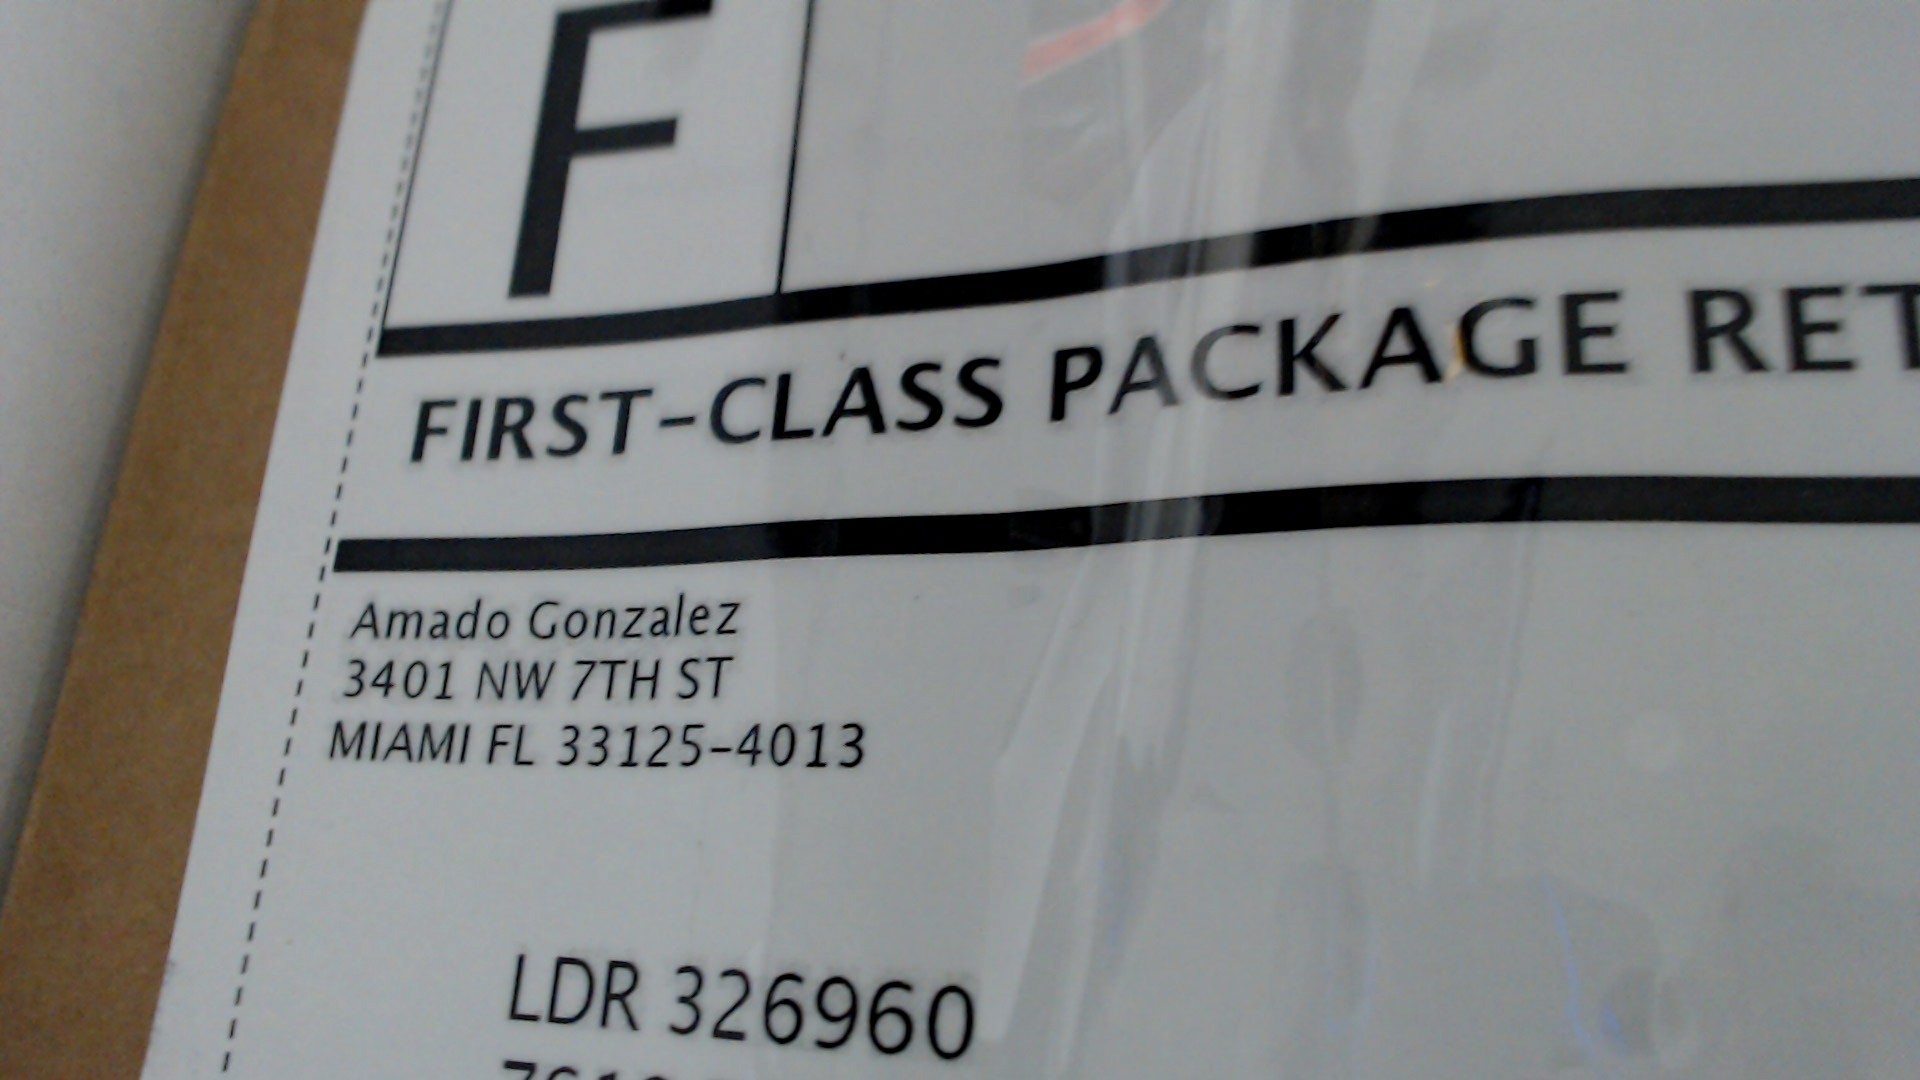 F
FIRST-CLASS PACKAGE RET
Amado Gonzalez
3401 NW 7TH ST
MIAMI FL 33125-4013
LDR 326960